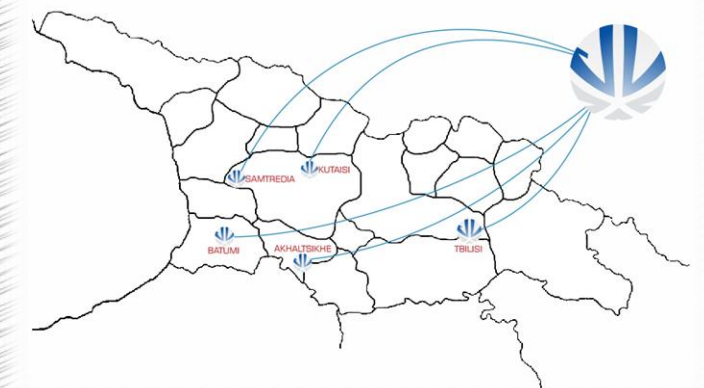 KUTAISI
SAMTREDIA
BATUMI
AKHALTSIKHE
TBILISI